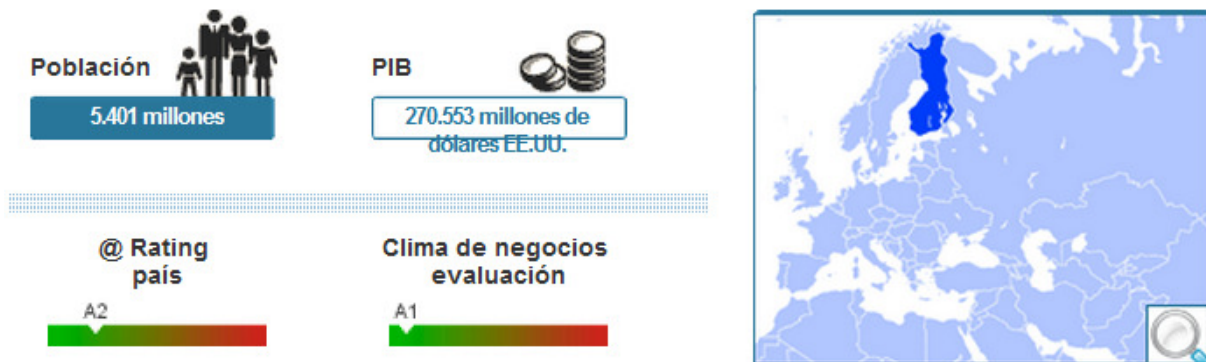 Población
5.401 millones
PIB
270.553 millones de
dólares EE.UU.
@ Rating
país
A2
Clima de negocios
evaluación
A1